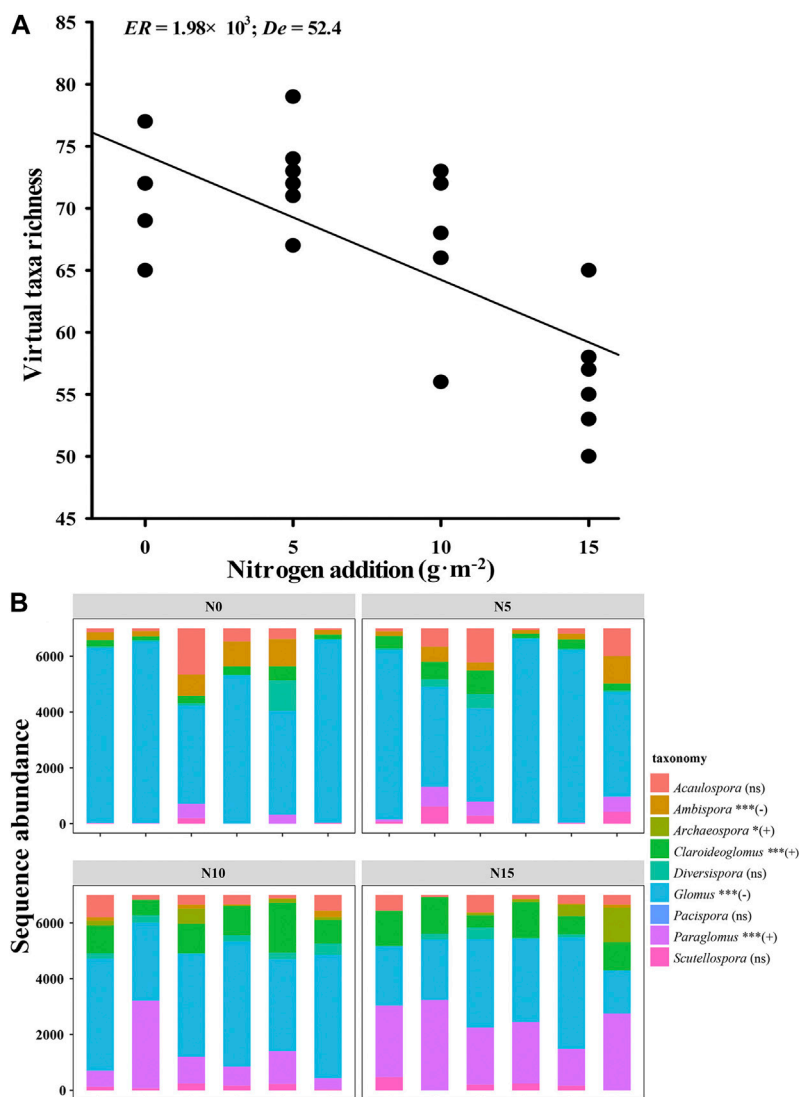 A
ER = 1.98× 10³; De = 52.4
85
80
75
70
65
60
55
50
45
Virtual taxa richness
0 5 10 15
Nitrogen addition (g·m⁻²)
B
N0 N5
6000
4000
2000
0
N10 N15
6000
4000
2000
0
Sequence abundance
taxonomy
Acaulospora (ns)
Ambispora ***(-)
Archaeospora *(+)
Claroideoglomus ***(+)
Diversispora (ns)
Glomus ***(-)
Pacispora (ns)
Paraglomus ***(+)
Scutellospora (ns)